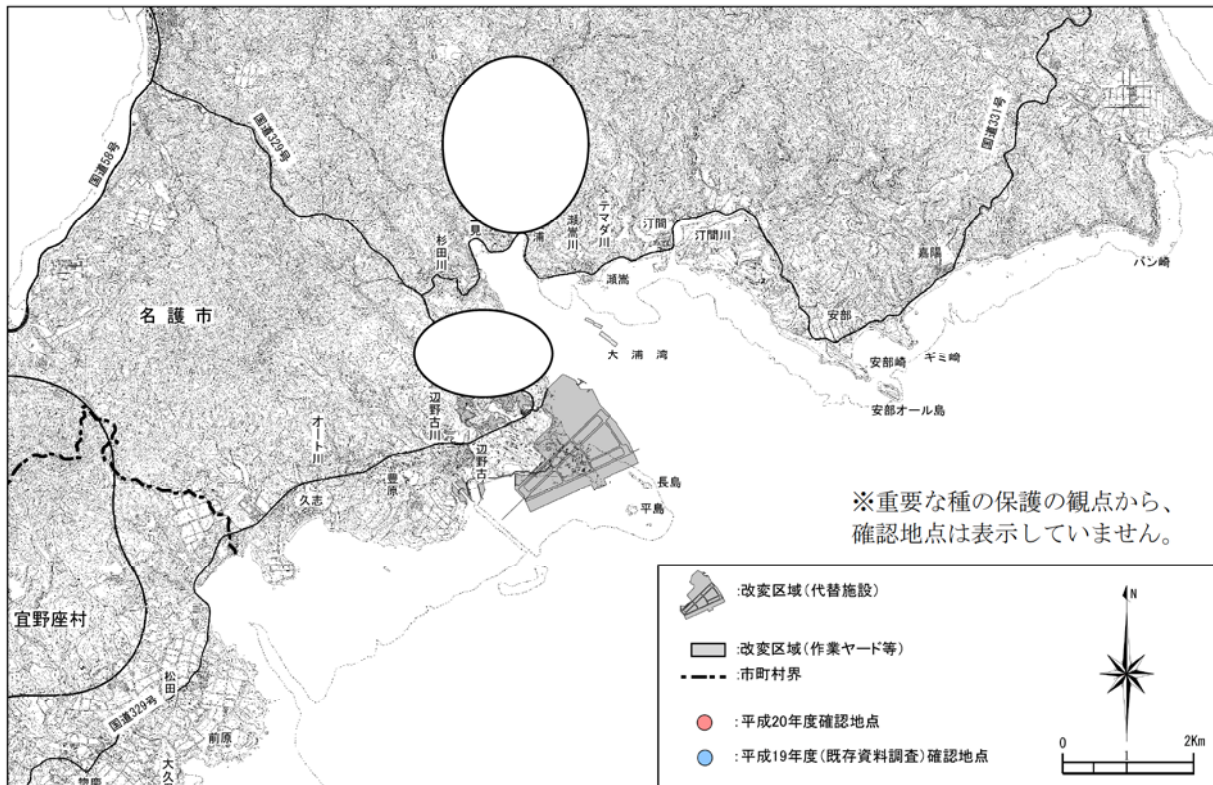 国道58号
国道329号
国道331号
杉田川
見
浦
瀬嵩川
テマダ川
汀間
汀間川
嘉陽
バン崎
瀬嵩
名護市
大浦湾
安部
安部崎
ギミ崎
安部オール島
辺野古川
辺野古
オート川
豊原
久志
長島
平島
※重要な種の保護の観点から、
確認地点は表示していません。
宜野座村
松田
国道329号
前原
:改変区域(代替施設)
:改変区域(作業ヤード等)
:市町村界
:平成20年度確認地点
:平成19年度(既存資料調査)確認地点
N
0
2Km